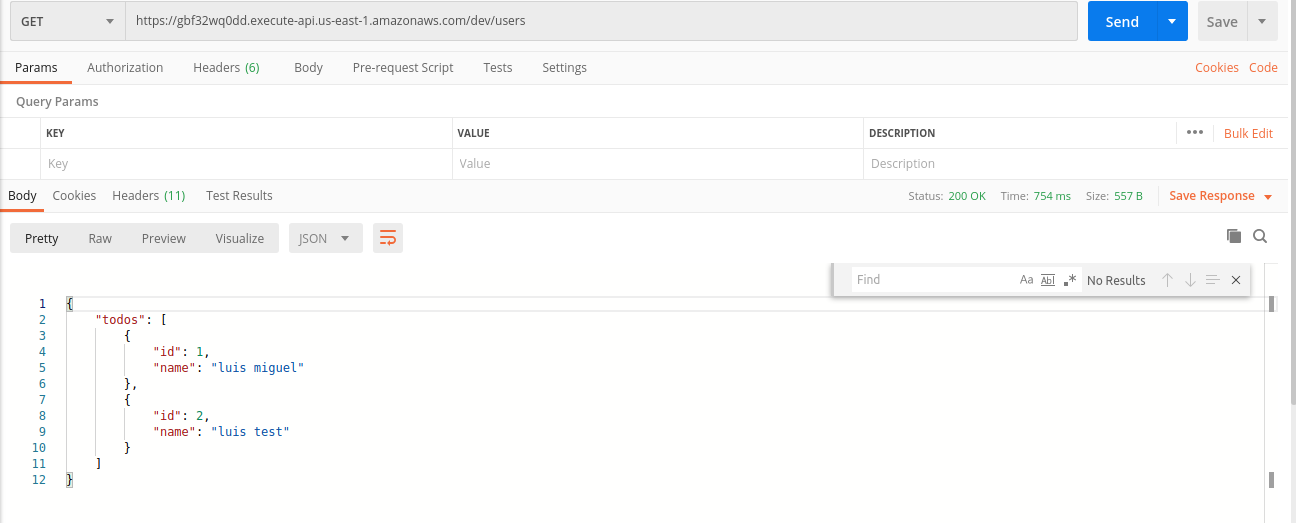 GET https://gbf32wq0dd.execute-api.us-east-1.amazonaws.com/dev/users Send Save
Params Authorization Headers (6) Body Pre-request Script Tests Settings Cookies Code
Query Params
KEY VALUE DESCRIPTION ••• Bulk Edit
Key Value Description
Body Cookies Headers (11) Test Results Status: 200 OK Time: 754 ms Size: 557 B Save Response
Pretty Raw Preview Visualize JSON
Find Aa Abl .* No Results
1 {
2 "todos": [
3 {
4 "id": 1,
5 "name": "luis miguel"
6 },
7 {
8 "id": 2,
9 "name": "luis test"
10 }
11 ]
12 }